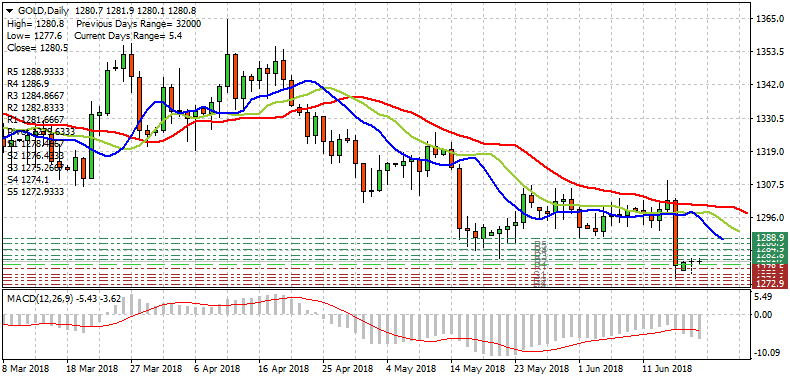 GOLD,Daily 1280.7 1281.9 1280.1 1280.8
High= 1280.8 Previous Days Range= 32000
Low= 1277.6 Current Days Range= 5.4
Close= 1280.5
R5 1288.9333
R4 1286.9
R3 1284.8667
R2 1282.8333
R1 1281.6667
S2 1276.4333
S3 1275.2667
S4 1274.1
S5 1272.9333
1365.0
1353.5
1342.0
1330.5
1319.0
1307.5
1296.0
1288.9
1272.9
MACD(12,26,9) -5.43 -3.62
5.49
0.00
-10.09
8 Mar 2018
18 Mar 2018
27 Mar 2018
6 Apr 2018
16 Apr 2018
25 Apr 2018
4 May 2018
14 May 2018
23 May 2018
1 Jun 2018
11 Jun 2018